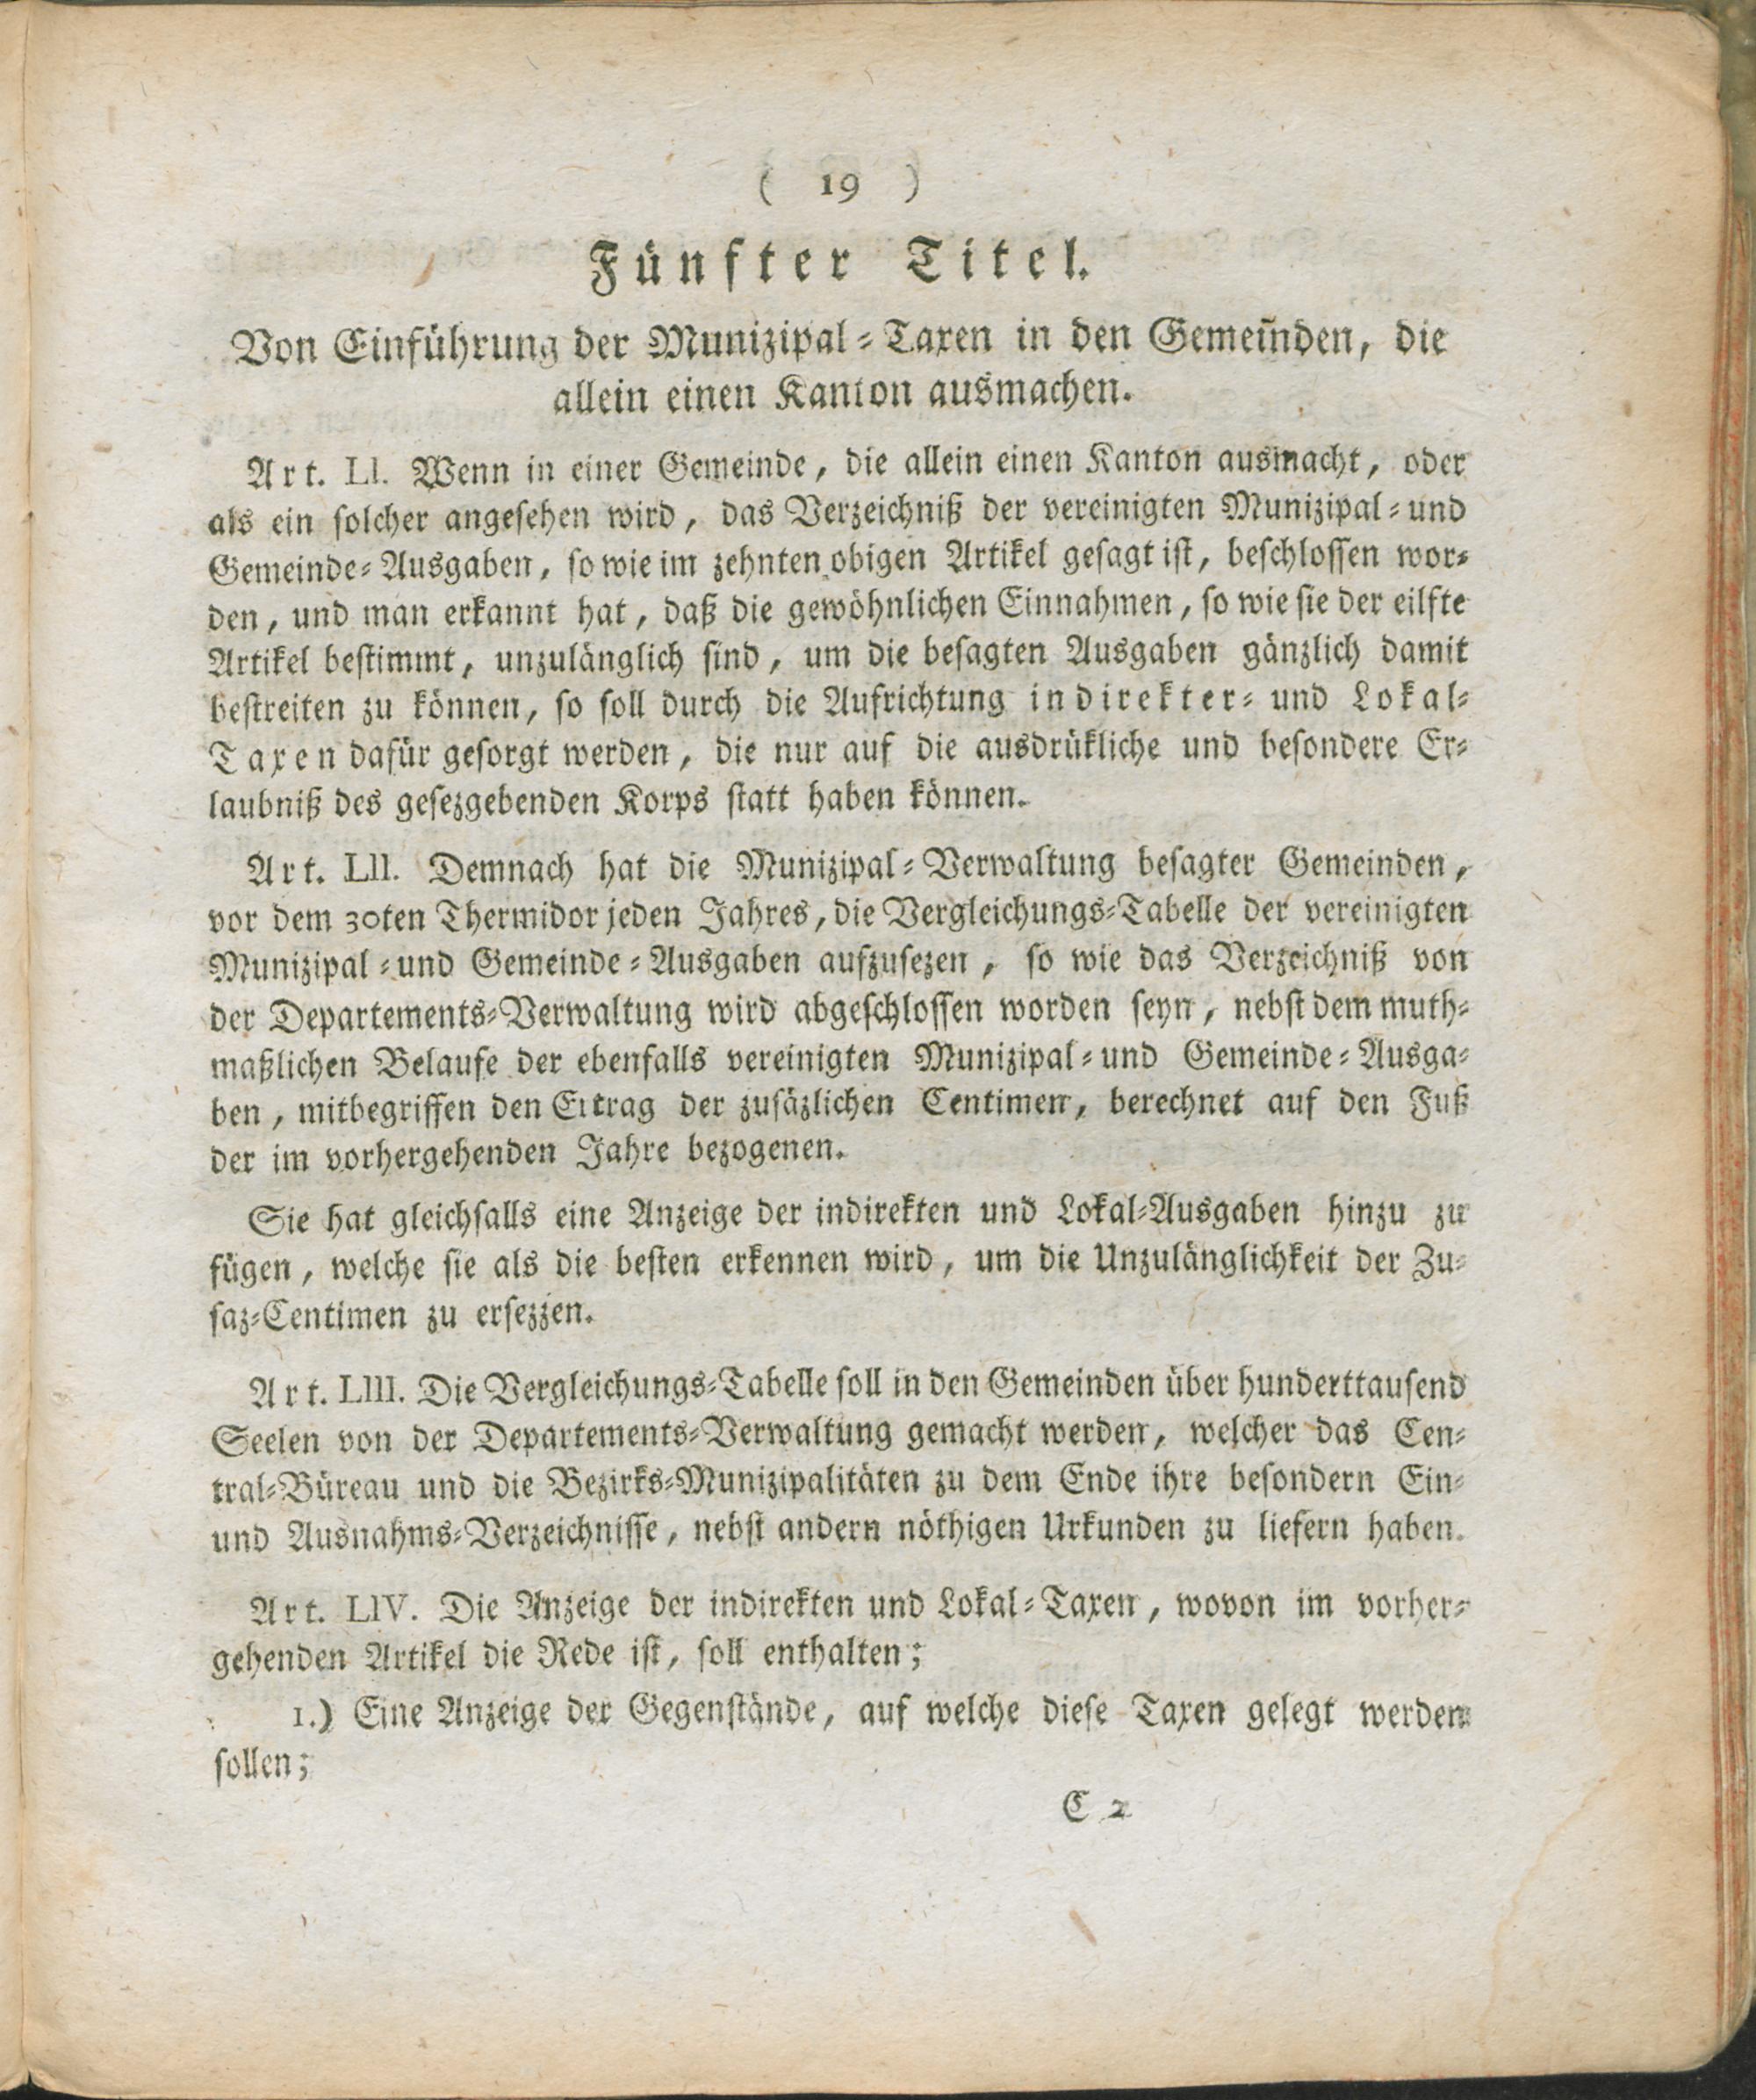 ( 19 )
Fünfter Titel.
Von Einführung der Munizipal-Taxen in den Gemeinden, die
allein einen Kanton ausmachen.
Art. LI. Wenn in einer Gemeinde, die allein einen Kanton ausmacht, oder
als ein solcher angesehen wird, das Verzeichniß der vereinigten Munizipal- und
Gemeinde-Ausgaben, so wie im zehnten obigen Artikel gesagt ist, beschlossen wor-
den, und man erkannt hat, daß die gewöhnlichen Einnahmen, so wie sie der eilfte
Artikel bestimmt, unzulänglich sind, um die besagten Ausgaben gänzlich damit
bestreiten zu können, so soll durch die Aufrichtung indirekter- und Lokal-
Taxen dafür gesorgt werden, die nur auf die ausdrükliche und besondere Er-
laubniß des gesezgebenden Korps statt haben können.
Art. LII. Demnach hat die Munizipal-Verwaltung besagter Gemeinden,
vor dem 30ten Thermidor jeden Jahres, die Vergleichungs-Tabelle der vereinigten
Munizipal- und Gemeinde-Ausgaben aufzusezen, so wie das Verzeichniß von
der Departements-Verwaltung wird abgeschlossen worden seyn, nebst dem muth-
maßlichen Belaufe der ebenfalls vereinigten Munizipal- und Gemeinde-Ausga-
ben, mitbegriffen den Ertrag der zusäzlichen Centimen, berechnet auf den Fuß
der im vorhergehenden Jahre bezogenen.
Sie hat gleichfalls eine Anzeige der indirekten und Lokal-Ausgaben hinzu zu
fügen, welche sie als die besten erkennen wird, um die Unzulänglichkeit der Zu-
saz-Centimen zu ersezzen.
Art. LIII. Die Vergleichungs-Tabelle soll in den Gemeinden über hunderttausend
Seelen von der Departements-Verwaltung gemacht werden, welcher das Cen-
tral-Büreau und die Bezirks-Munizipalitäten zu dem Ende ihre besondern Ein-
und Ausnahms-Verzeichnisse, nebst andern nöthigen Urkunden zu liefern haben.
Art. LIV. Die Anzeige der indirekten und Lokal-Taxen, wovon im vorher-
gehenden Artikel die Rede ist, soll enthalten;
1.) Eine Anzeige der Gegenstände, auf welche diese Taxen gelegt werden
sollen;
C 2